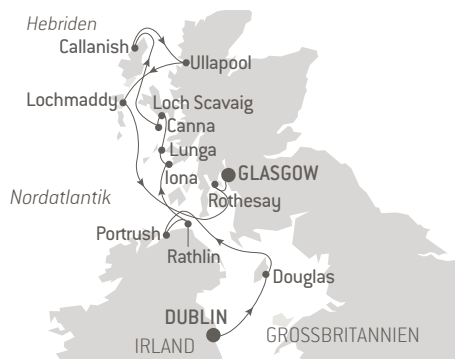 Hebriden
Callanish
Ullapool
Lochmaddy
Loch Scavaig
Canna
Lunga
Iona
GLASGOW
Rothesay
Nordatlantik
Portrush
Rathlin
Douglas
DUBLIN
IRLAND
GROSSBRITANNIEN